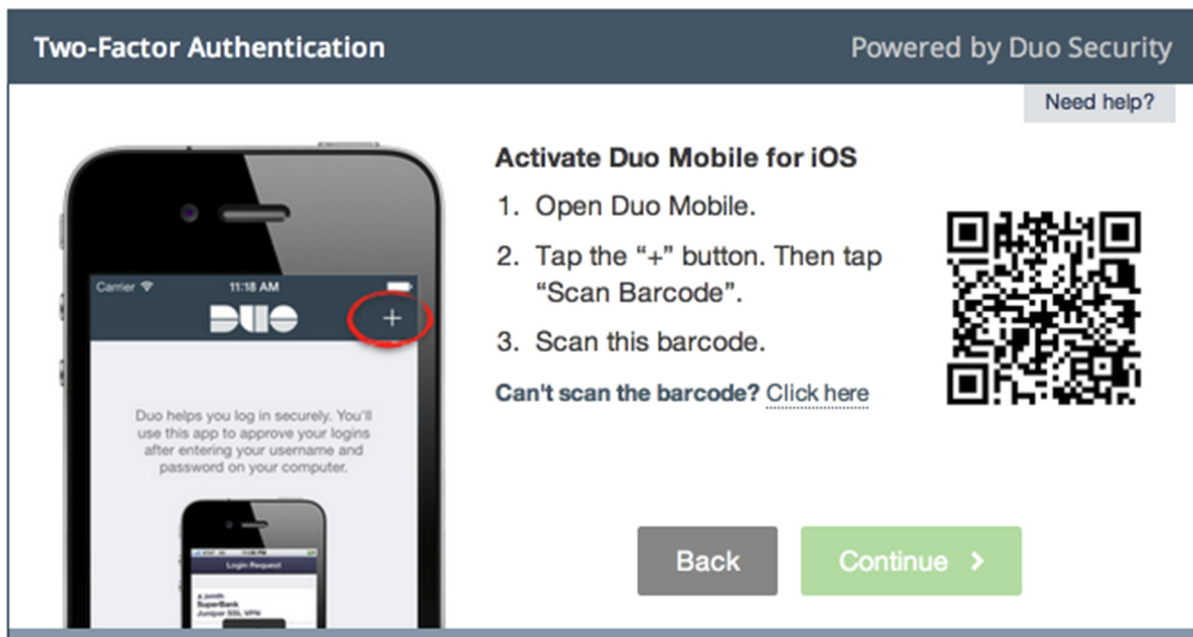 Two-Factor Authentication
Powered by Duo Security
Need help?
Activate Duo Mobile for iOS
1. Open Duo Mobile.
2. Tap the “+” button. Then tap
“Scan Barcode”.
3. Scan this barcode.
Can't scan the barcode? Click here
Carrier
11:18 AM
DUO
+
Duo helps you log in securely. You'll
use this app to approve your logins
after entering your username and
password on your computer.
Login Request
SuperBank
Juniper SSL VPN
Back
Continue